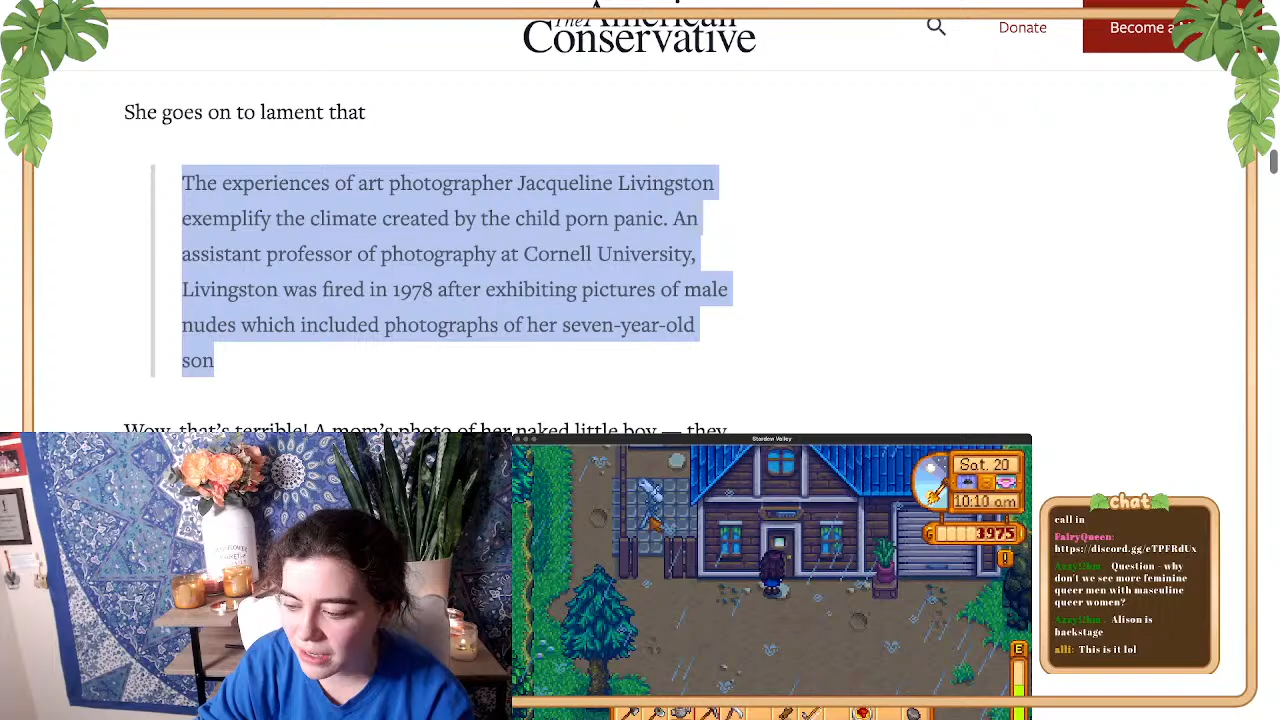 The American
Conservative
Donate
Become a
She goes on to lament that
The experiences of art photographer Jacqueline Livingston
exemplify the climate created by the child porn panic. An
assistant professor of photography at Cornell University,
Livingston was fired in 1978 after exhibiting pictures of male
nudes which included photographs of her seven-year-old
son
Wow, that's terrible! A mom's photo of her naked little boy — they
Stardew Valley
Sat. 20
10:10 am
3975
E
chat
call in
FairyQueen:
https://discord.gg/eTPFRdUx
Question - why
don't we see more feminine
queer men with masculine
queer women?
Alison is
backstage
alli: This is it lol